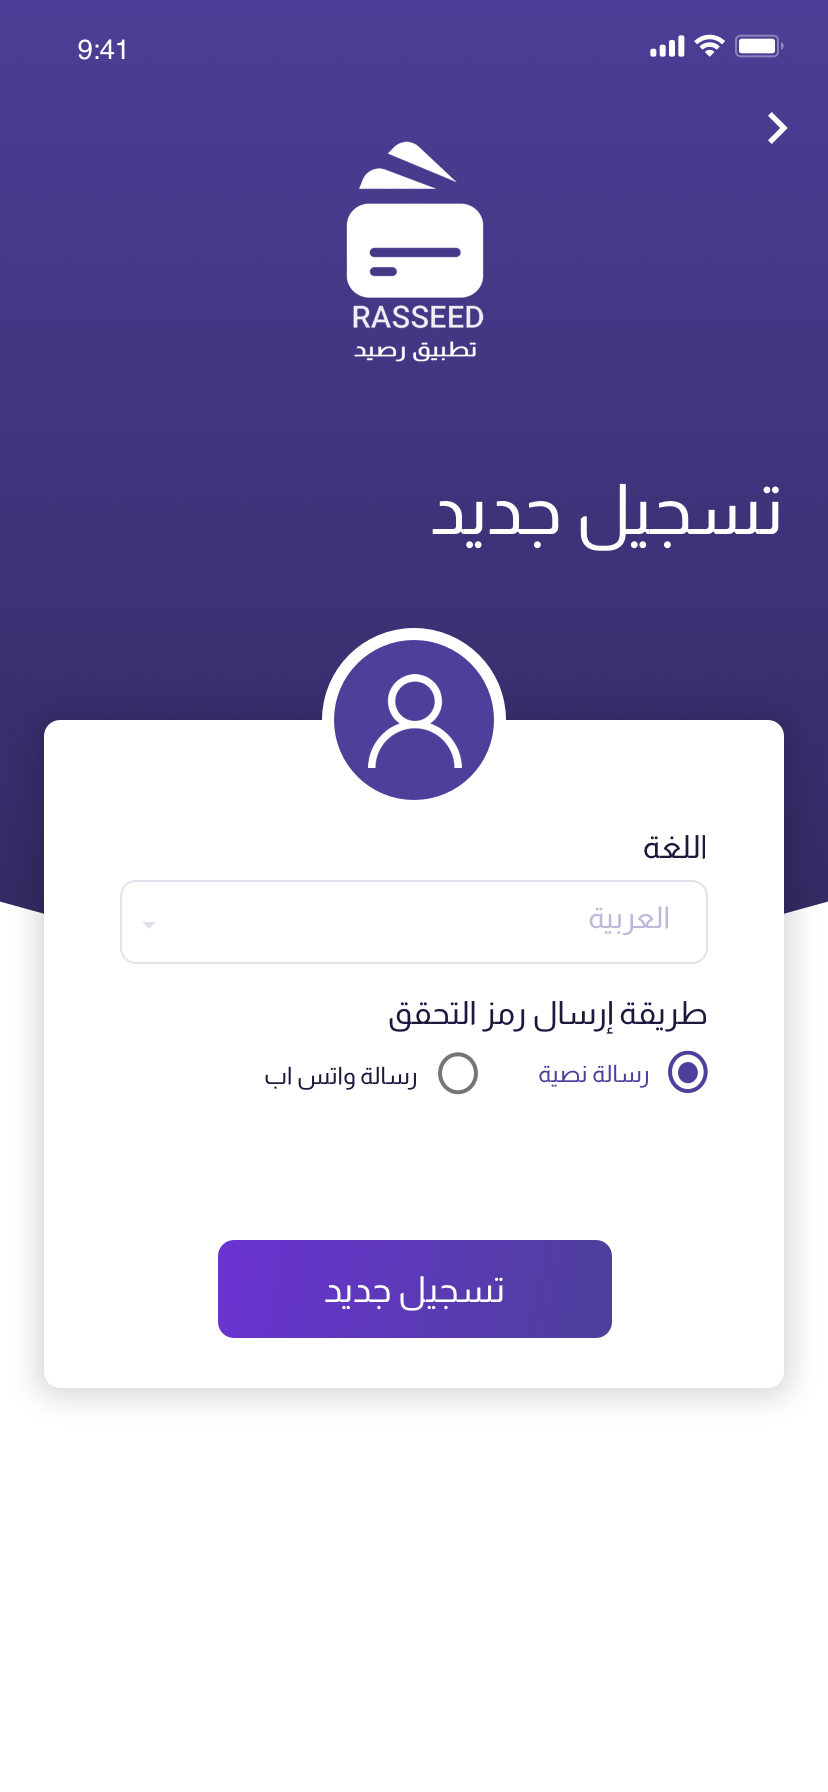 9:41
RASSEED
تطبيق رصيد
تسجيل جديد
اللغة
العربية
طريقة إرسال رمز التحقق
رسالة نصية
رسالة واتس اب
تسجيل جديد